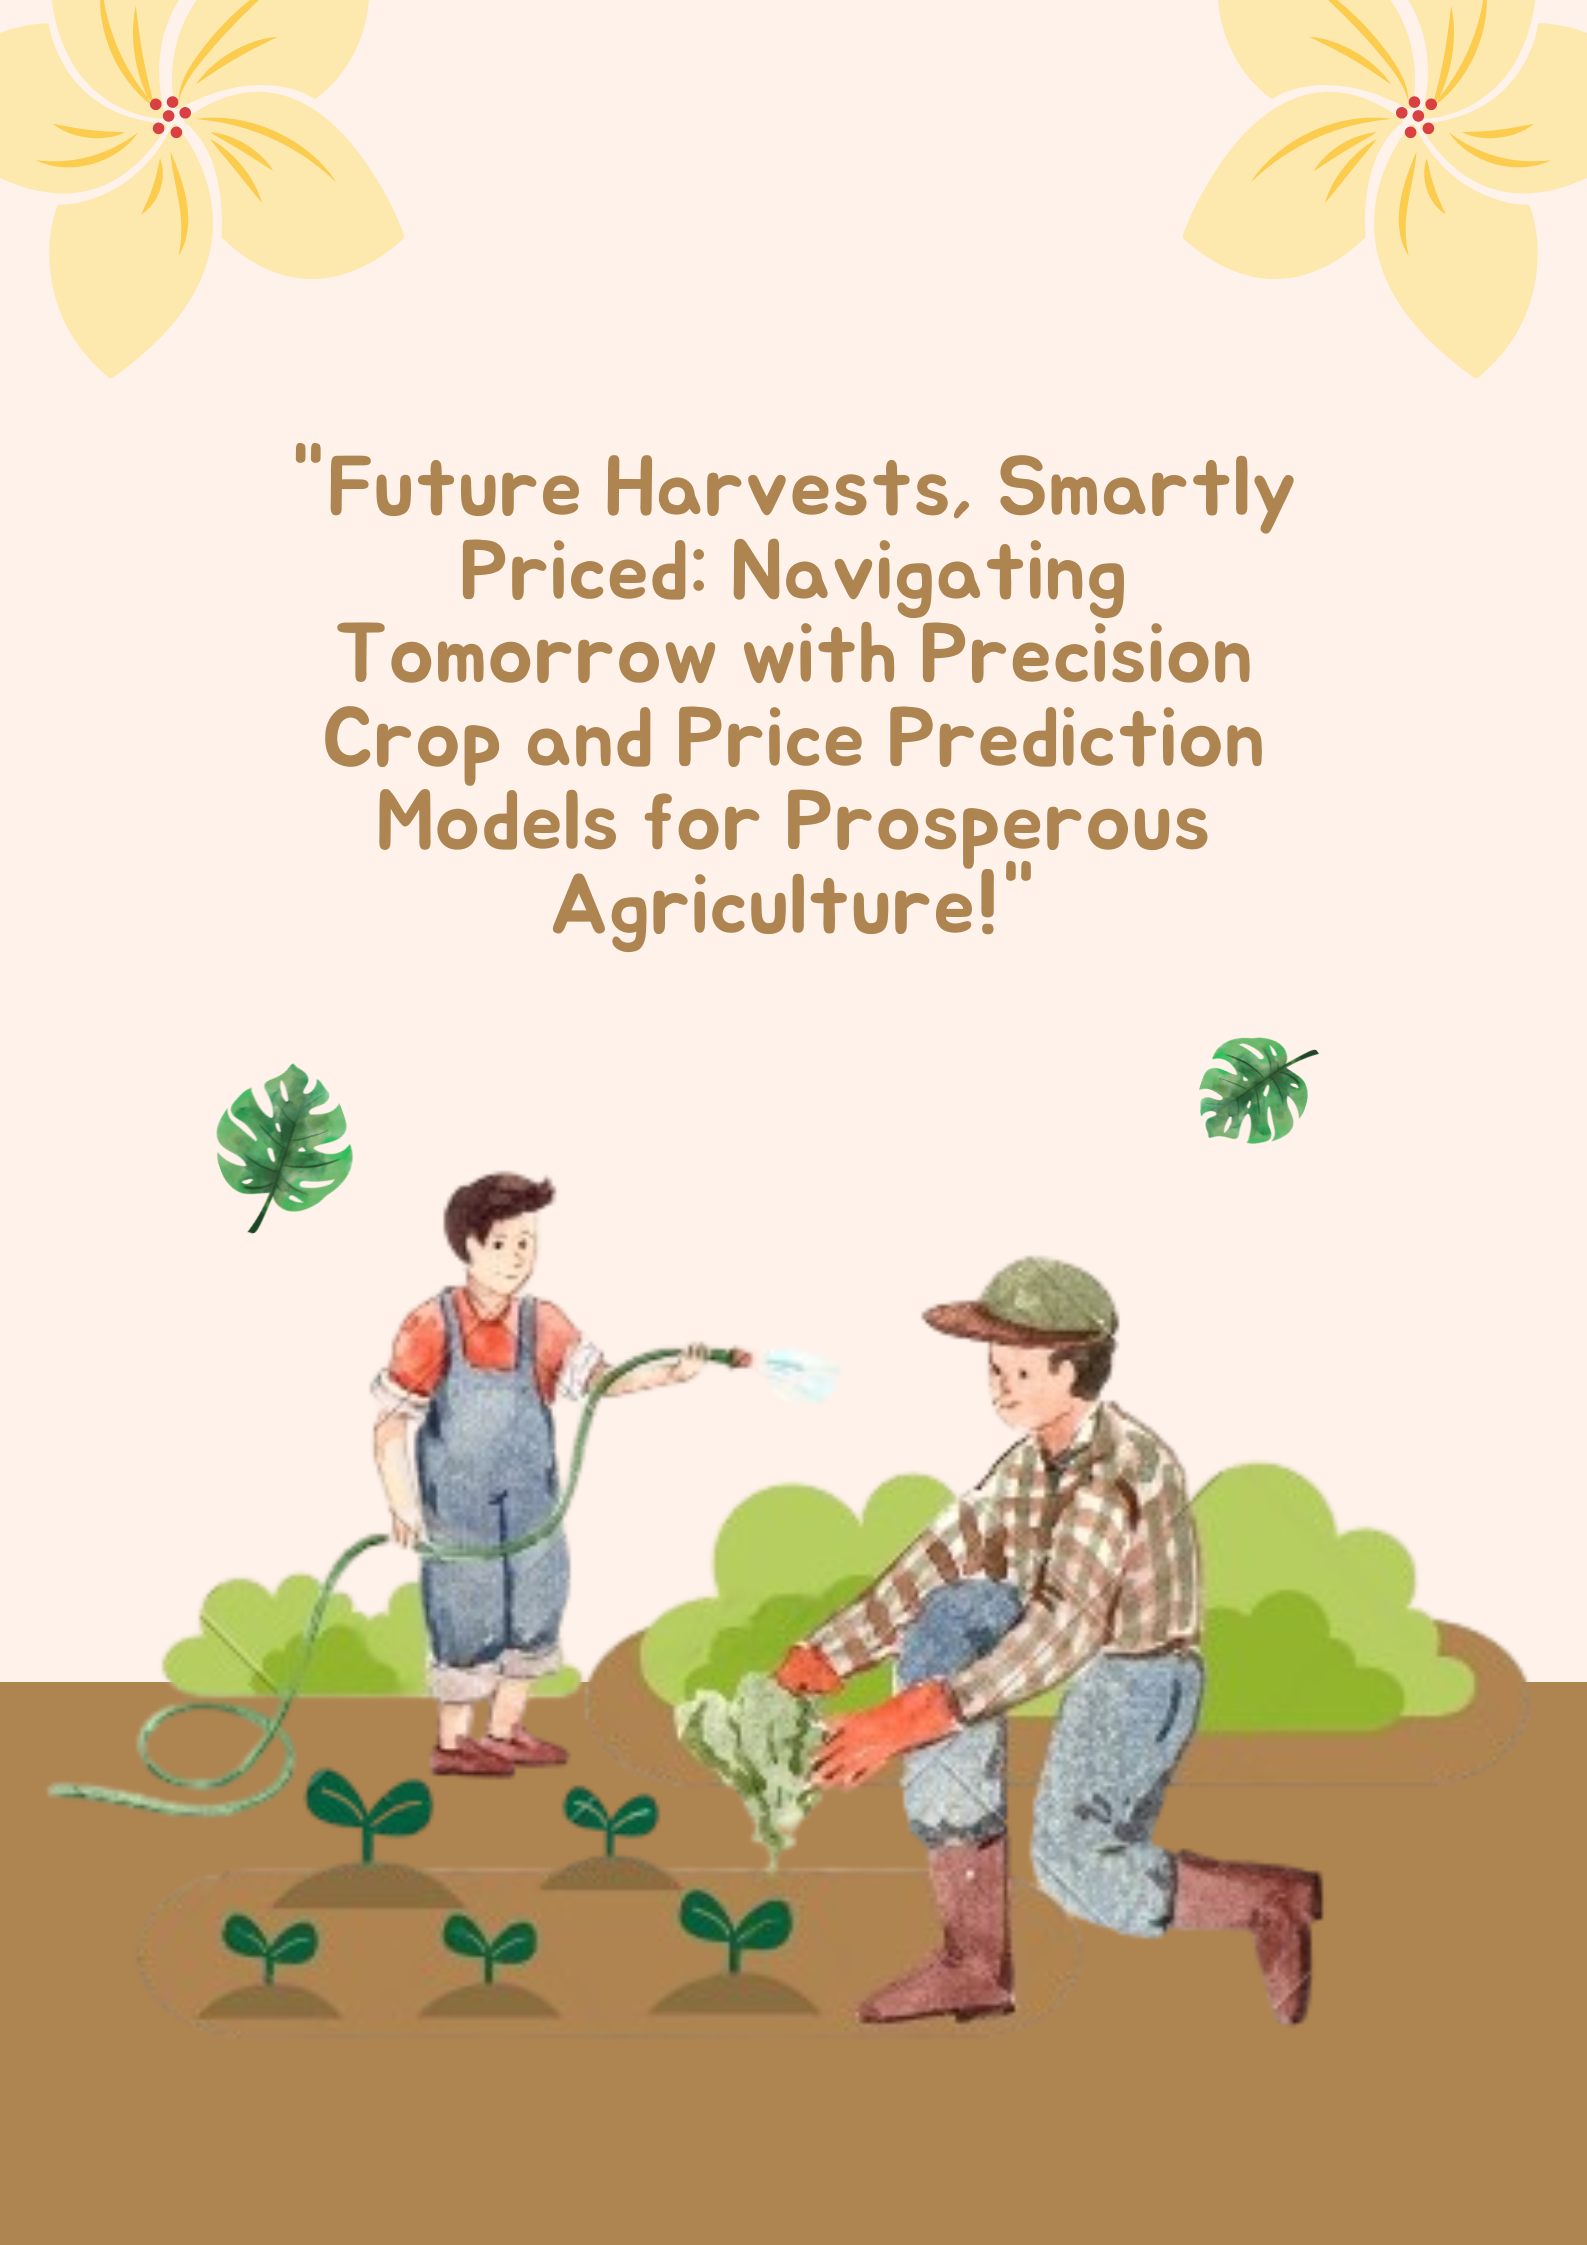 "Future Harvests, Smartly
Priced: Navigating
Tomorrow with Precision
Crop and Price Prediction
Models for Prosperous
Agriculture!"